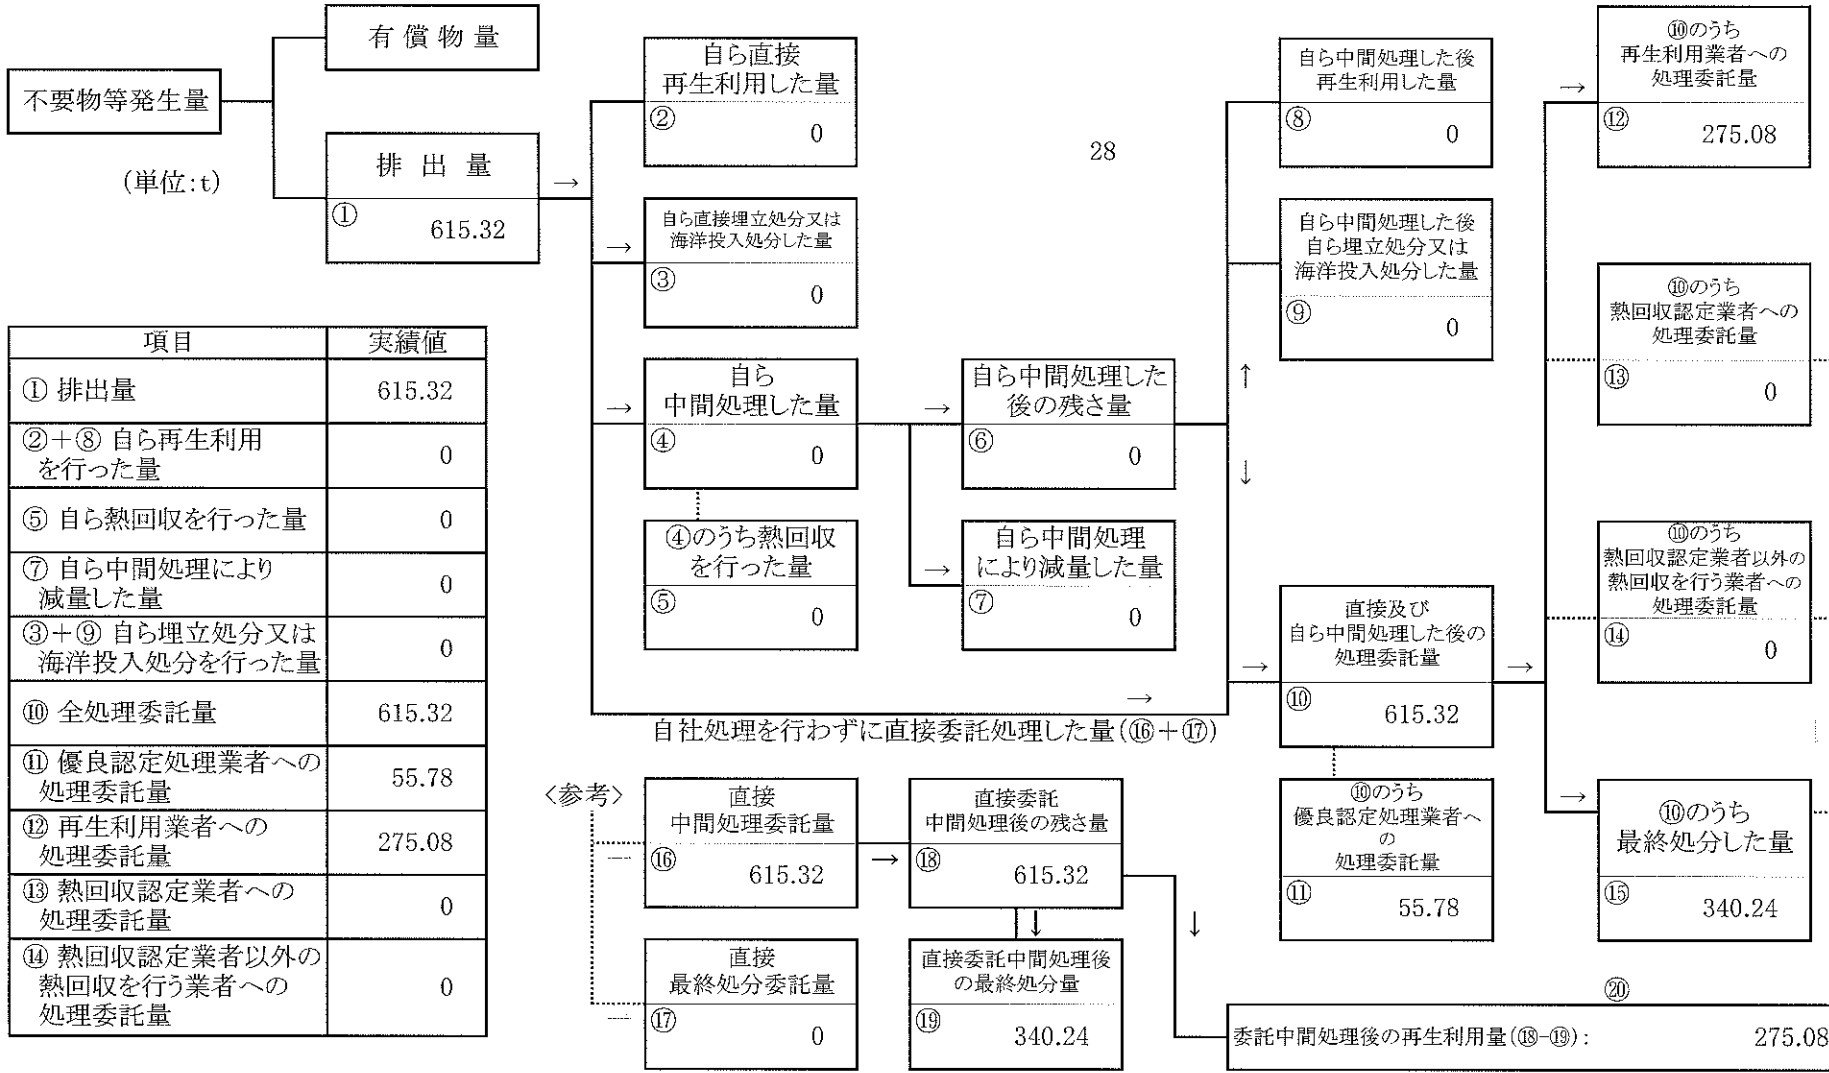 有償物量
不要物等発生量
(単位:t)
排出量
①
615.32
自ら直接
再生利用した量
②
0
自ら直接埋立処分又は
海洋投入処分した量
③
0
自ら
中間処理した量
④
0
④のうち熱回収
を行った量
⑤
0
自ら中間処理した
後の残さ量
⑥
0
自ら中間処理
により減量した量
⑦
0
28
自ら中間処理した後
再生利用した量
⑧
0
自ら中間処理した後
自ら埋立処分又は
海洋投入処分した量
⑨
0
直接及び
自ら中間処理した後の
処理委託量
⑩
615.32
⑩のうち
優良認定処理業者へ
の
処理委託量
⑪
55.78
⑩のうち
再生利用業者への
処理委託量
⑫
275.08
⑩のうち
熱回収認定業者への
処理委託量
⑬
0
⑩のうち
熱回収認定業者以外の
熱回収を行う業者への
処理委託量
⑭
0
⑩のうち
最終処分した量
⑮
340.24
自社処理を行わずに直接委託処理した量(⑯+⑰)
<参考>
直接
中間処理委託量
⑯
615.32
直接
最終処分委託量
⑰
0
直接委託
中間処理後の残さ量
⑱
615.32
直接委託中間処理後
の最終処分量
⑲
340.24
⑳
委託中間処理後の再生利用量(⑱-⑲): 275.08
項目 実績値
① 排出量 615.32
②+⑧ 自ら再生利用
を行った量 0
⑤ 自ら熱回収を行った量 0
⑦ 自ら中間処理により
減量した量 0
③+⑨ 自ら埋立処分又は
海洋投入処分を行った量 0
⑩ 全処理委託量 615.32
⑪ 優良認定処理業者への
処理委託量 55.78
⑫ 再生利用業者への
処理委託量 275.08
⑬ 熱回収認定業者への
処理委託量 0
⑭ 熱回収認定業者以外の
熱回収を行う業者への
処理委託量 0